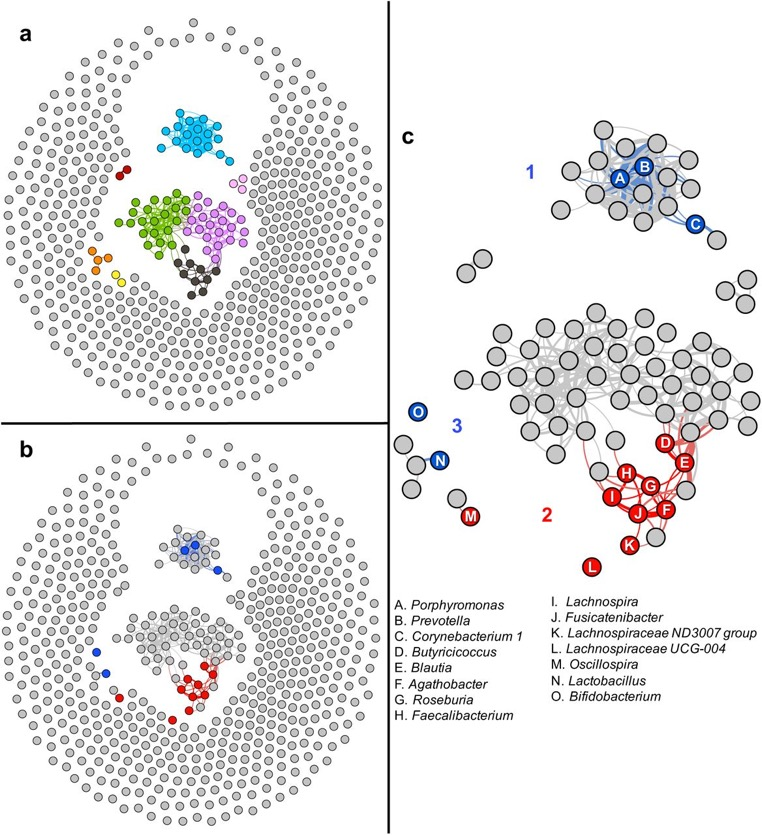 a
b
c
1
B
A
C
O
3
N
M
2
D
E
H
G
I
J
F
K
L
A. Porphyromonas
B. Prevotella
C. Corynebacterium 1
D. Butyricicoccus
E. Blautia
F. Agathobacter
G. Roseburia
H. Faecalibacterium
I. Lachnospira
J. Fusicatenibacter
K. Lachnospiraceae ND3007 group
L. Lachnospiraceae UCG-004
M. Oscillospira
N. Lactobacillus
O. Bifidobacterium